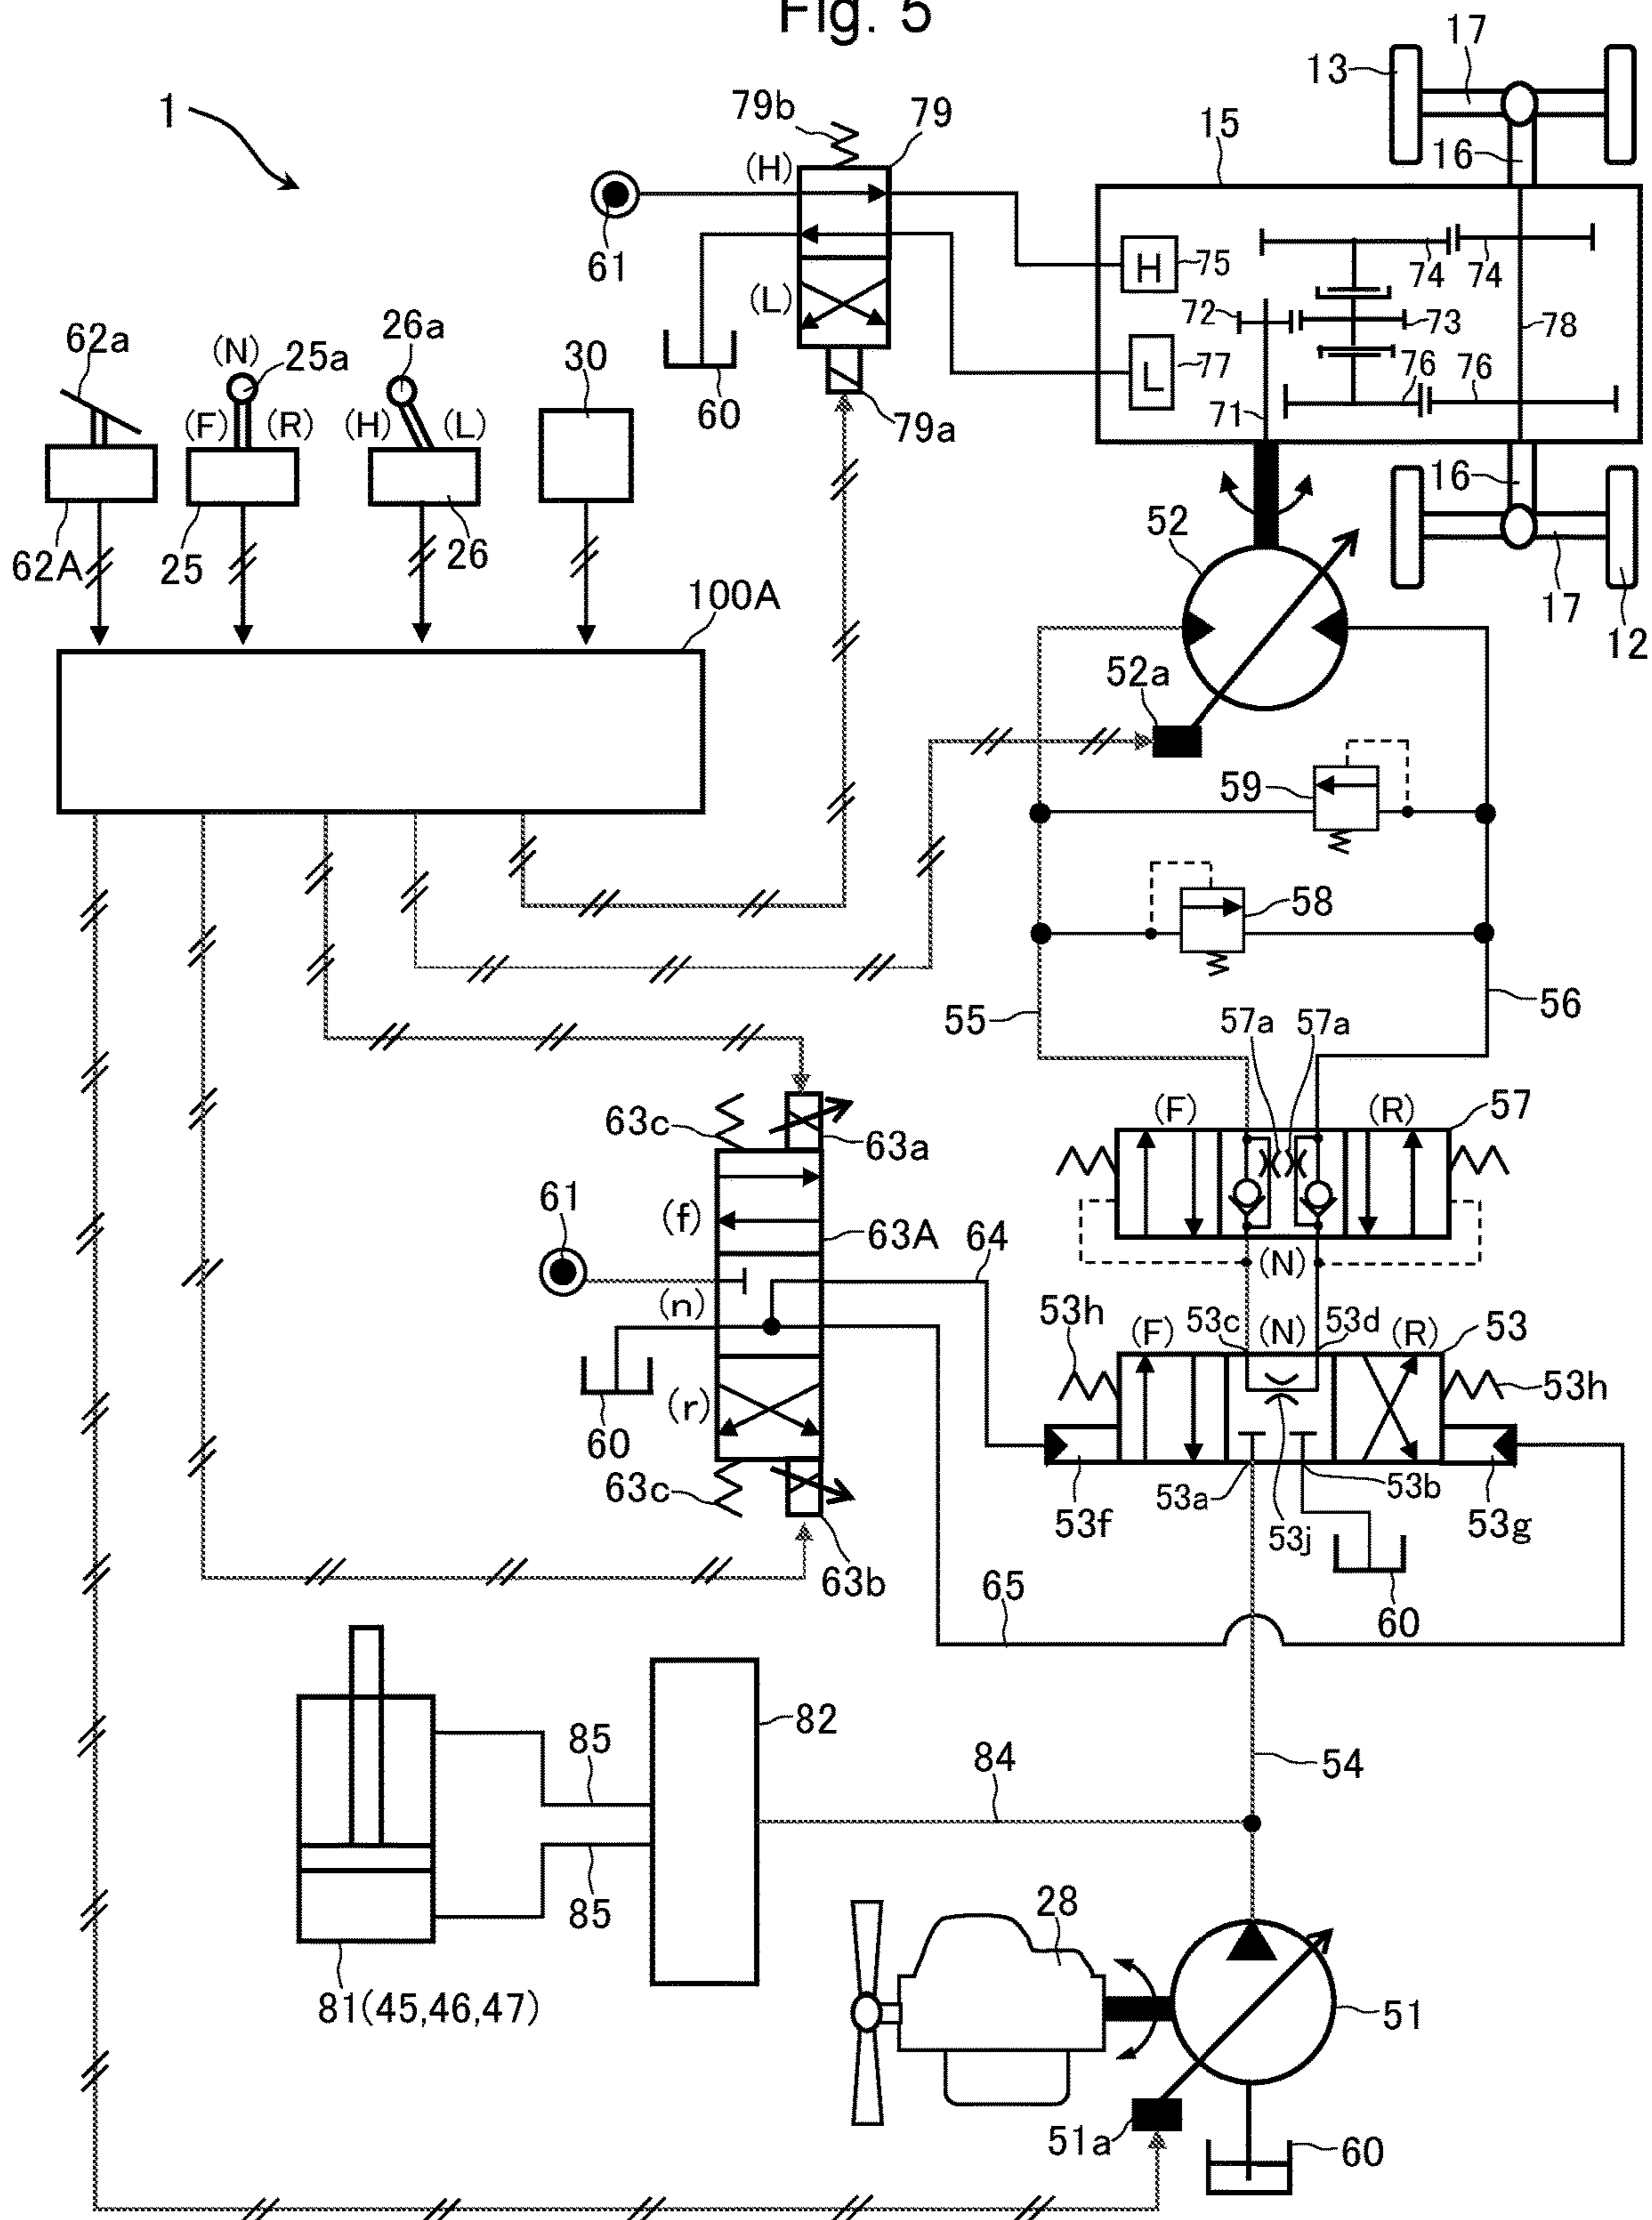 Fig. 5
1
13
17
79b
79
15
16
(H)
61
(L)
60
79a
H
75
L
77
72
73
74
74
76
76
71
78
62a
(N)
25a
26a
30
(F)
(R)
(H)
(L)
62A
25
26
100A
16
17
12
52
52a
59
58
55
56
57a
57a
63c
63a
(F)
(R)
57
61
(f)
63A
64
(N)
(n)
53h
(F)
53c
(N)
53d
(R)
53
53h
60
(r)
63c
63b
53f
53a
53j
53b
53g
60
65
82
85
84
54
85
81(45,46,47)
28
51
51a
60